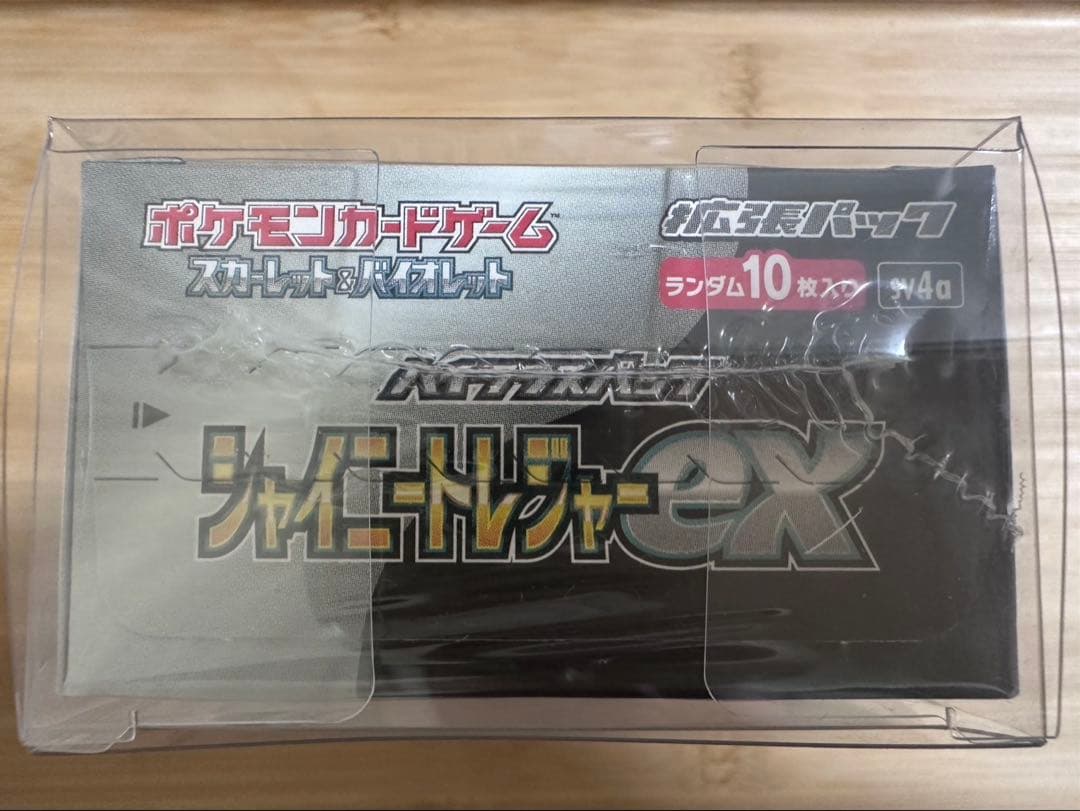 ポケモンカードゲーム™
スカーレット&バイオレット
拡張パック
ランダム10枚入り
sv4a
ハイクラスパック
シャイニートレジャーex